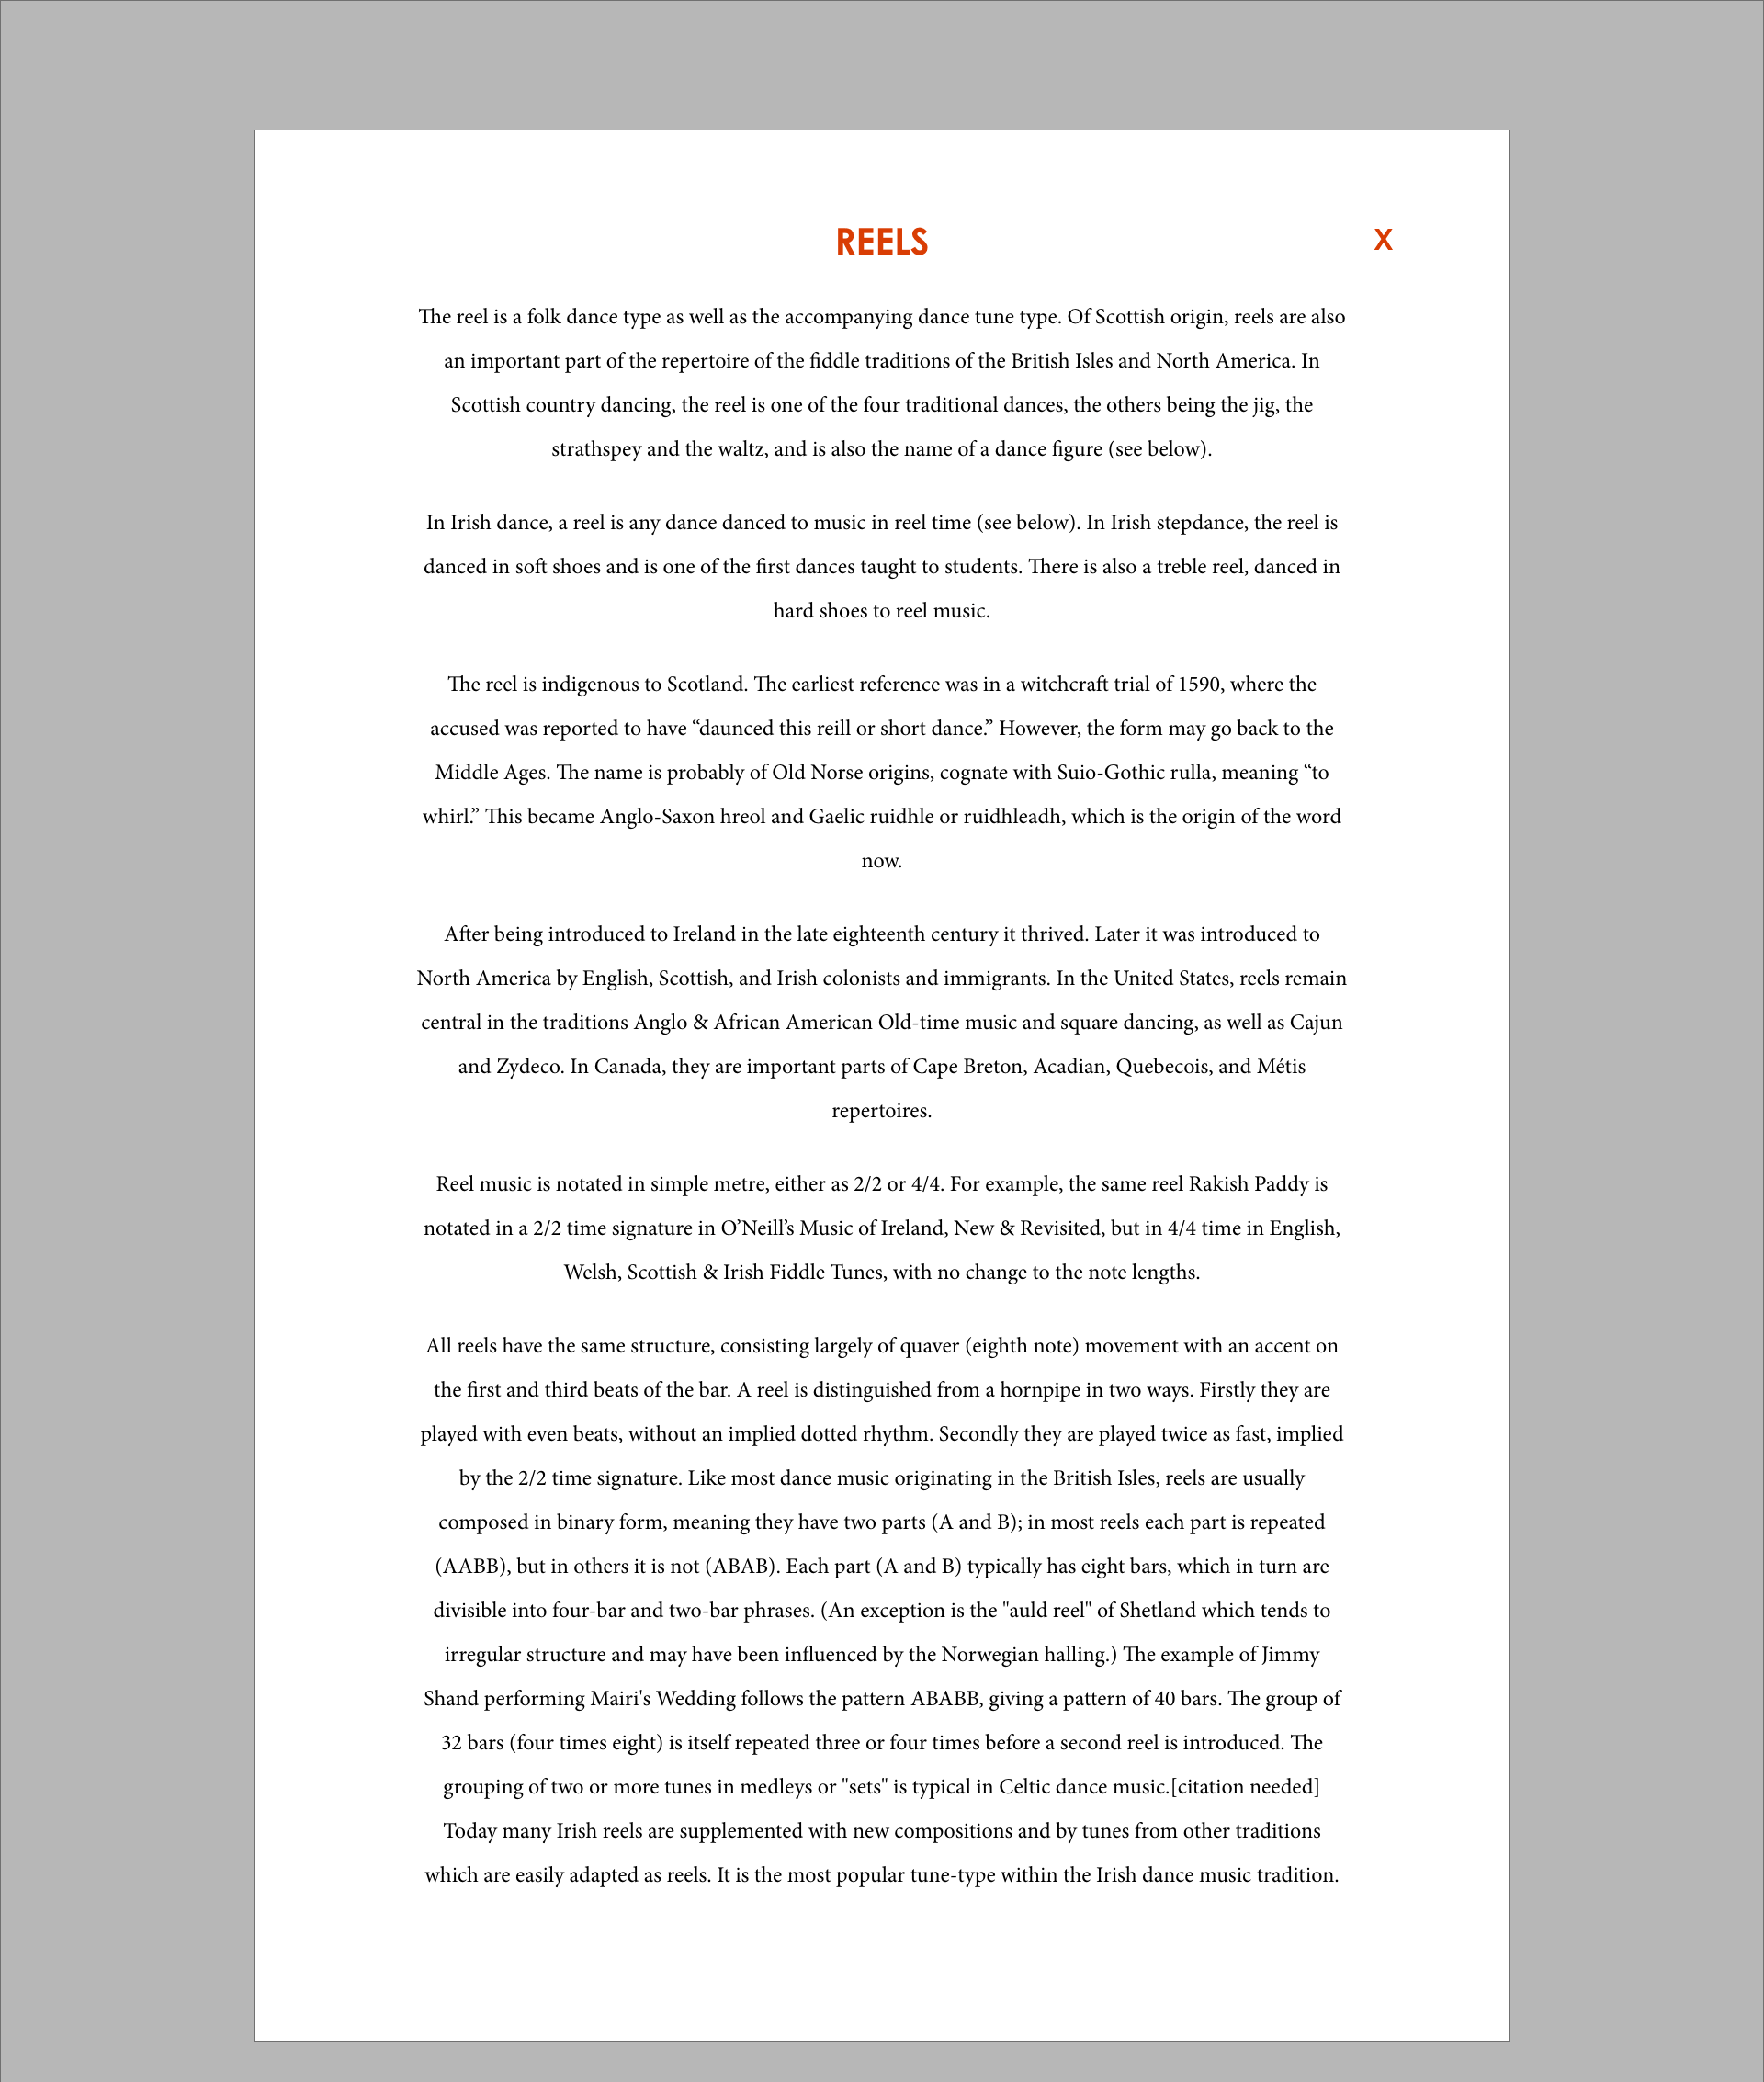 REELS
X
The reel is a folk dance type as well as the accompanying dance tune type. Of Scottish origin, reels are also
an important part of the repertoire of the fiddle traditions of the British Isles and North America. In
Scottish country dancing, the reel is one of the four traditional dances, the others being the jig, the
strathspey and the waltz, and is also the name of a dance figure (see below).
In Irish dance, a reel is any dance danced to music in reel time (see below). In Irish stepdance, the reel is
danced in soft shoes and is one of the first dances taught to students. There is also a treble reel, danced in
hard shoes to reel music.
The reel is indigenous to Scotland. The earliest reference was in a witchcraft trial of 1590, where the
accused was reported to have “daunced this reill or short dance.” However, the form may go back to the
Middle Ages. The name is probably of Old Norse origins, cognate with Suio-Gothic rulla, meaning “to
whirl.” This became Anglo-Saxon hreol and Gaelic ruidhle or ruidhleadh, which is the origin of the word
now.
After being introduced to Ireland in the late eighteenth century it thrived. Later it was introduced to
North America by English, Scottish, and Irish colonists and immigrants. In the United States, reels remain
central in the traditions Anglo & African American Old-time music and square dancing, as well as Cajun
and Zydeco. In Canada, they are important parts of Cape Breton, Acadian, Quebecois, and Métis
repertoires.
Reel music is notated in simple metre, either as 2/2 or 4/4. For example, the same reel Rakish Paddy is
notated in a 2/2 time signature in O’Neill’s Music of Ireland, New & Revisited, but in 4/4 time in English,
Welsh, Scottish & Irish Fiddle Tunes, with no change to the note lengths.
All reels have the same structure, consisting largely of quaver (eighth note) movement with an accent on
the first and third beats of the bar. A reel is distinguished from a hornpipe in two ways. Firstly they are
played with even beats, without an implied dotted rhythm. Secondly they are played twice as fast, implied
by the 2/2 time signature. Like most dance music originating in the British Isles, reels are usually
composed in binary form, meaning they have two parts (A and B); in most reels each part is repeated
(AABB), but in others it is not (ABAB). Each part (A and B) typically has eight bars, which in turn are
divisible into four-bar and two-bar phrases. (An exception is the "auld reel" of Shetland which tends to
irregular structure and may have been influenced by the Norwegian halling.) The example of Jimmy
Shand performing Mairi's Wedding follows the pattern ABABB, giving a pattern of 40 bars. The group of
32 bars (four times eight) is itself repeated three or four times before a second reel is introduced. The
grouping of two or more tunes in medleys or "sets" is typical in Celtic dance music.[citation needed]
Today many Irish reels are supplemented with new compositions and by tunes from other traditions
which are easily adapted as reels. It is the most popular tune-type within the Irish dance music tradition.